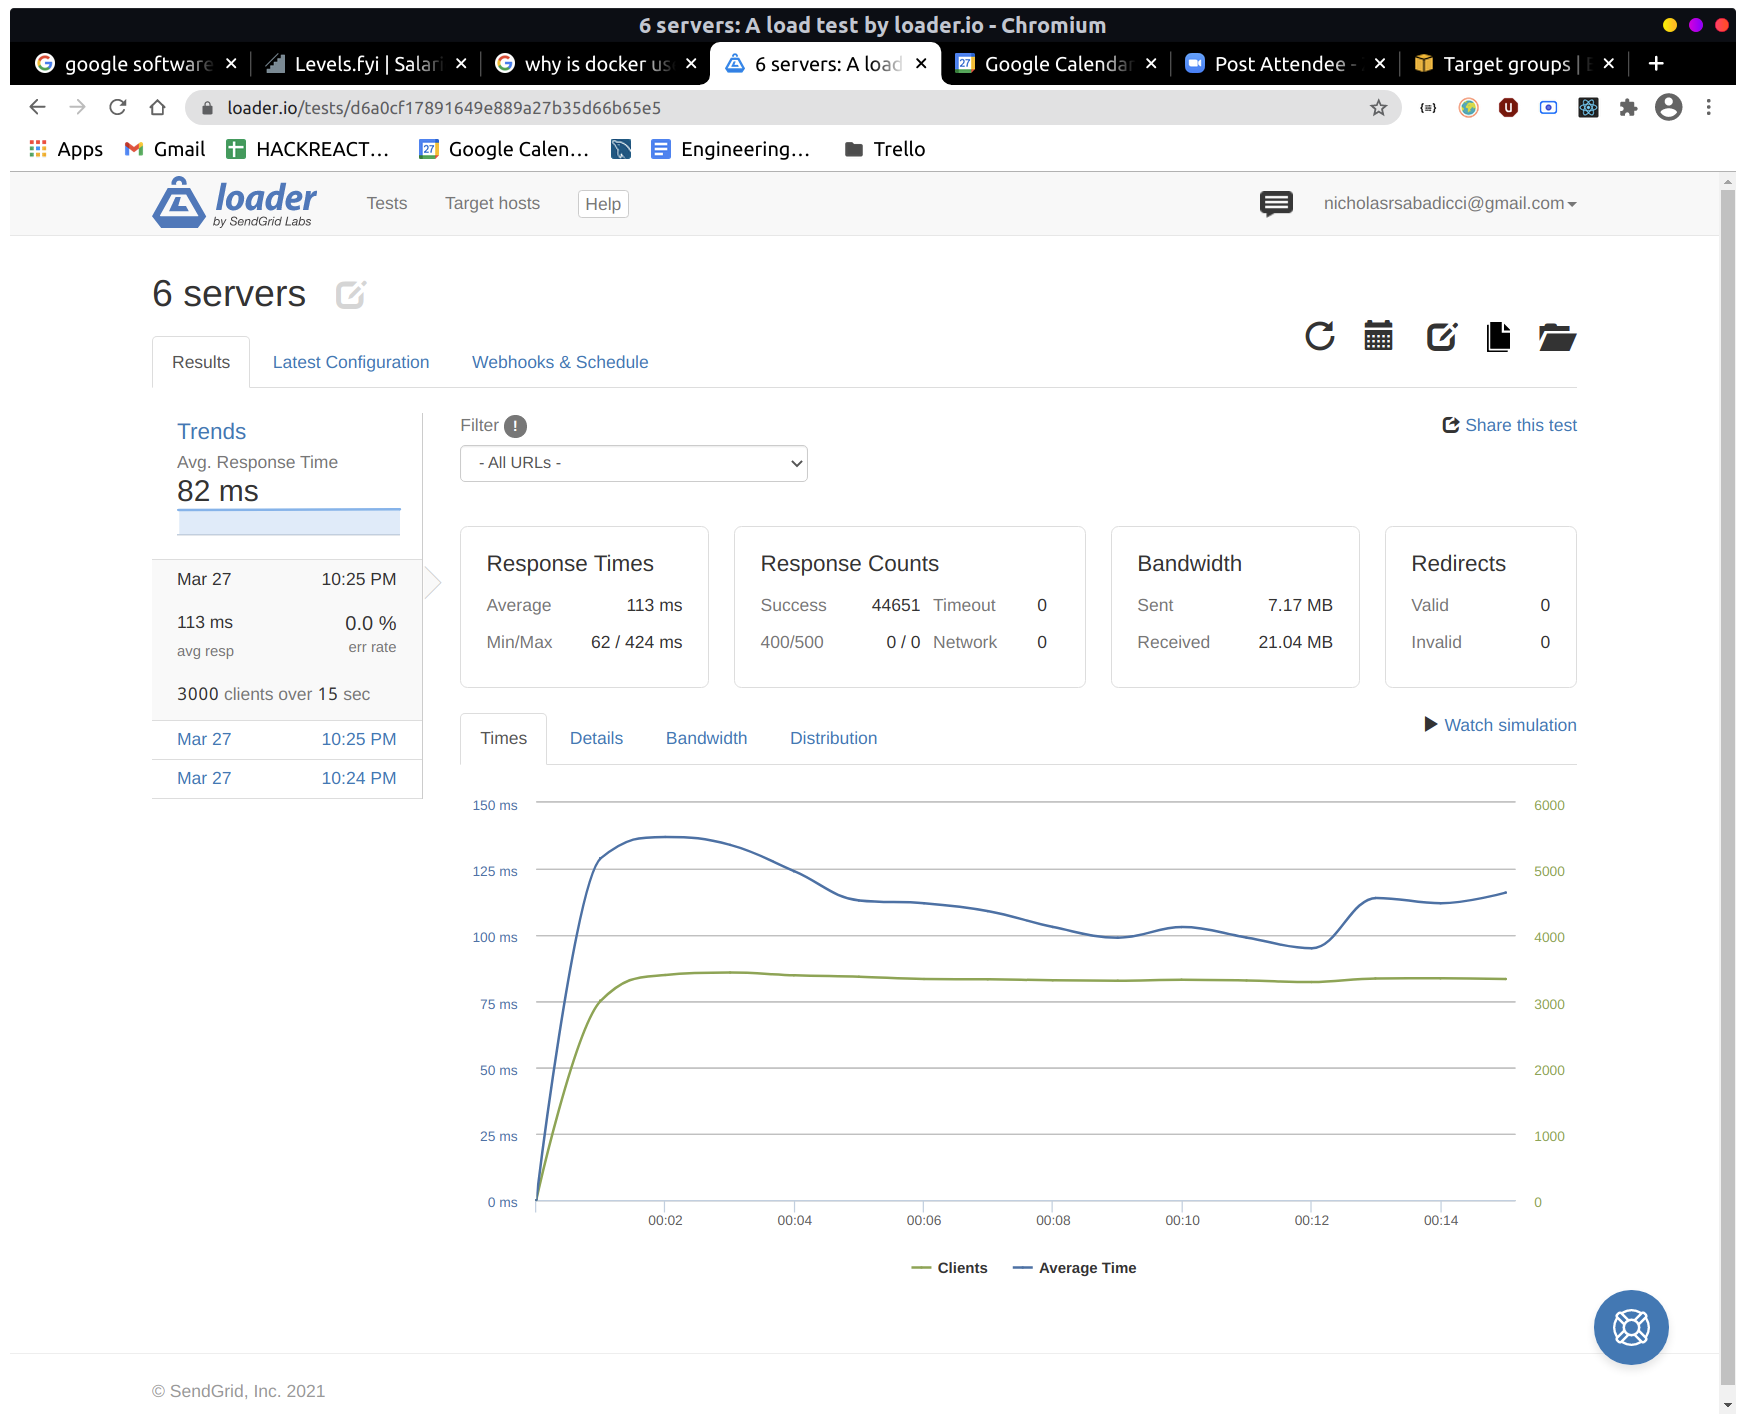 6 servers: A load test by loader.io - Chromium
google software
Levels.fyi | Salari
why is docker us
6 servers: A load
Google Calendar
Post Attendee -
Target groups |
loader.io/tests/d6a0cf17891649e889a27b35d66b65e5
Apps
Gmail
HACKREACT...
Google Calen...
Engineering...
Trello
loader
by SendGrid Labs
Tests
Target hosts
Help
nicholasrsabadicci@gmail.com
6 servers
Results
Latest Configuration
Webhooks & Schedule
Trends
Avg. Response Time
82 ms
Mar 27 10:25 PM
113 ms 0.0 %
avg resp err rate
3000 clients over 15 sec
Mar 27 10:25 PM
Mar 27 10:24 PM
Filter !
- All URLs -
Share this test
Response Times
Average 113 ms
Min/Max 62 / 424 ms
Response Counts
Success 44651 Timeout 0
400/500 0 / 0 Network 0
Bandwidth
Sent 7.17 MB
Received 21.04 MB
Redirects
Valid 0
Invalid 0
Times
Details
Bandwidth
Distribution
Watch simulation
150 ms 6000
125 ms 5000
100 ms 4000
75 ms 3000
50 ms 2000
25 ms 1000
0 ms 0
00:02 00:04 00:06 00:08 00:10 00:12 00:14
Clients Average Time
© SendGrid, Inc. 2021